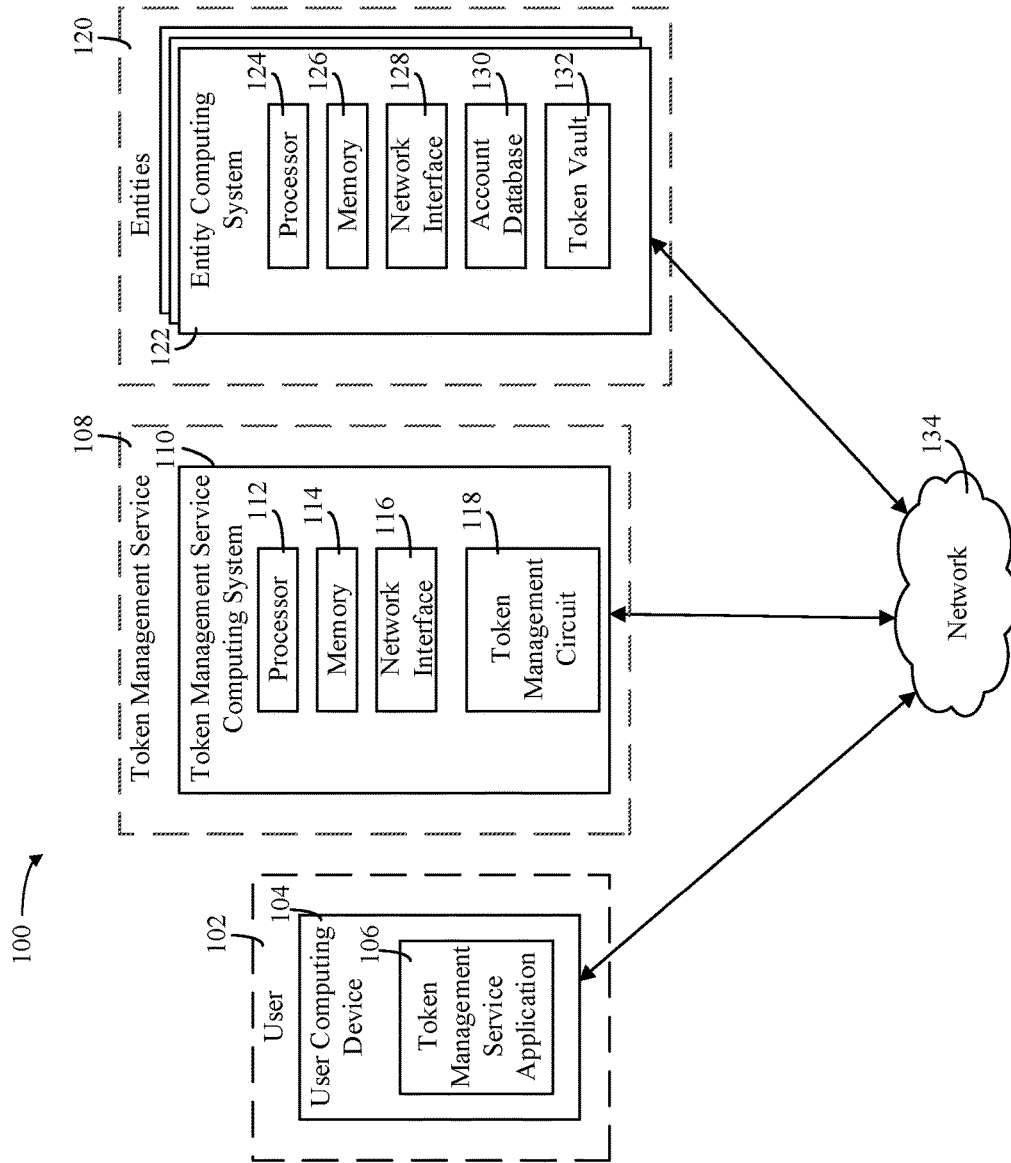 100
User
102
User Computing
Device
104
Token
Management
Service
Application
106
Token Management Service
108
Token Management Service
Computing System
110
Processor
112
Memory
114
Network
Interface
116
Token
Management
Circuit
118
Entities
120
122
Entity Computing
System
Processor
124
Memory
126
Network
Interface
128
Account
Database
130
Token Vault
132
Network
134